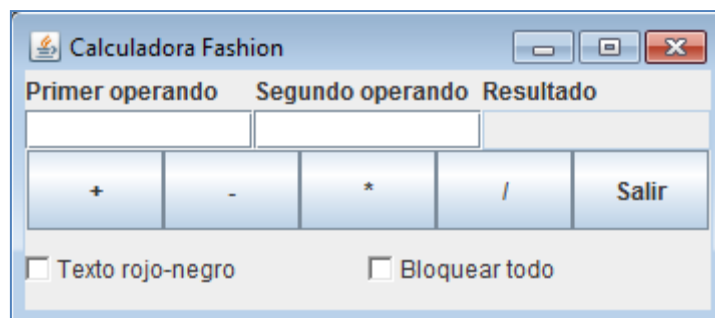 Calculadora Fashion
Primer operando Segundo operando Resultado
+ - * / Salir
Texto rojo-negro Bloquear todo